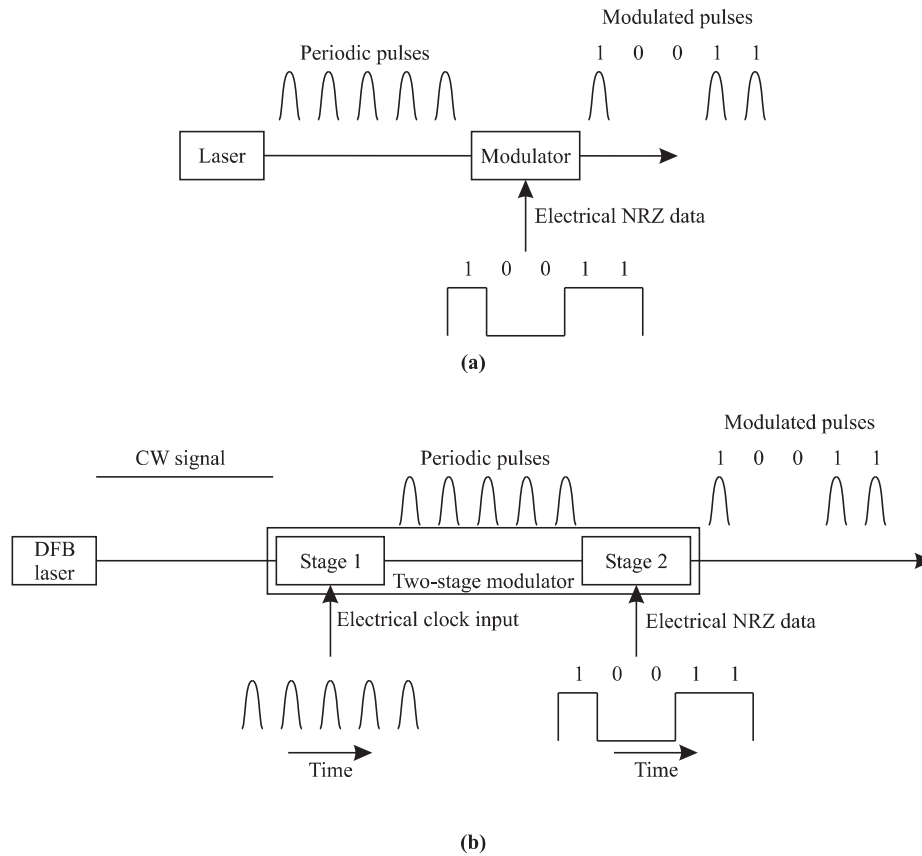 Modulated pulses
Periodic pulses
1 0 0 1 1
Laser
Modulator
Electrical NRZ data
1 0 0 1 1
(a)
Modulated pulses
CW signal
Periodic pulses
1 0 0 1 1
DFB
laser
Stage 1
Stage 2
Two-stage modulator
Electrical clock input
Electrical NRZ data
1 0 0 1 1
Time
Time
(b)